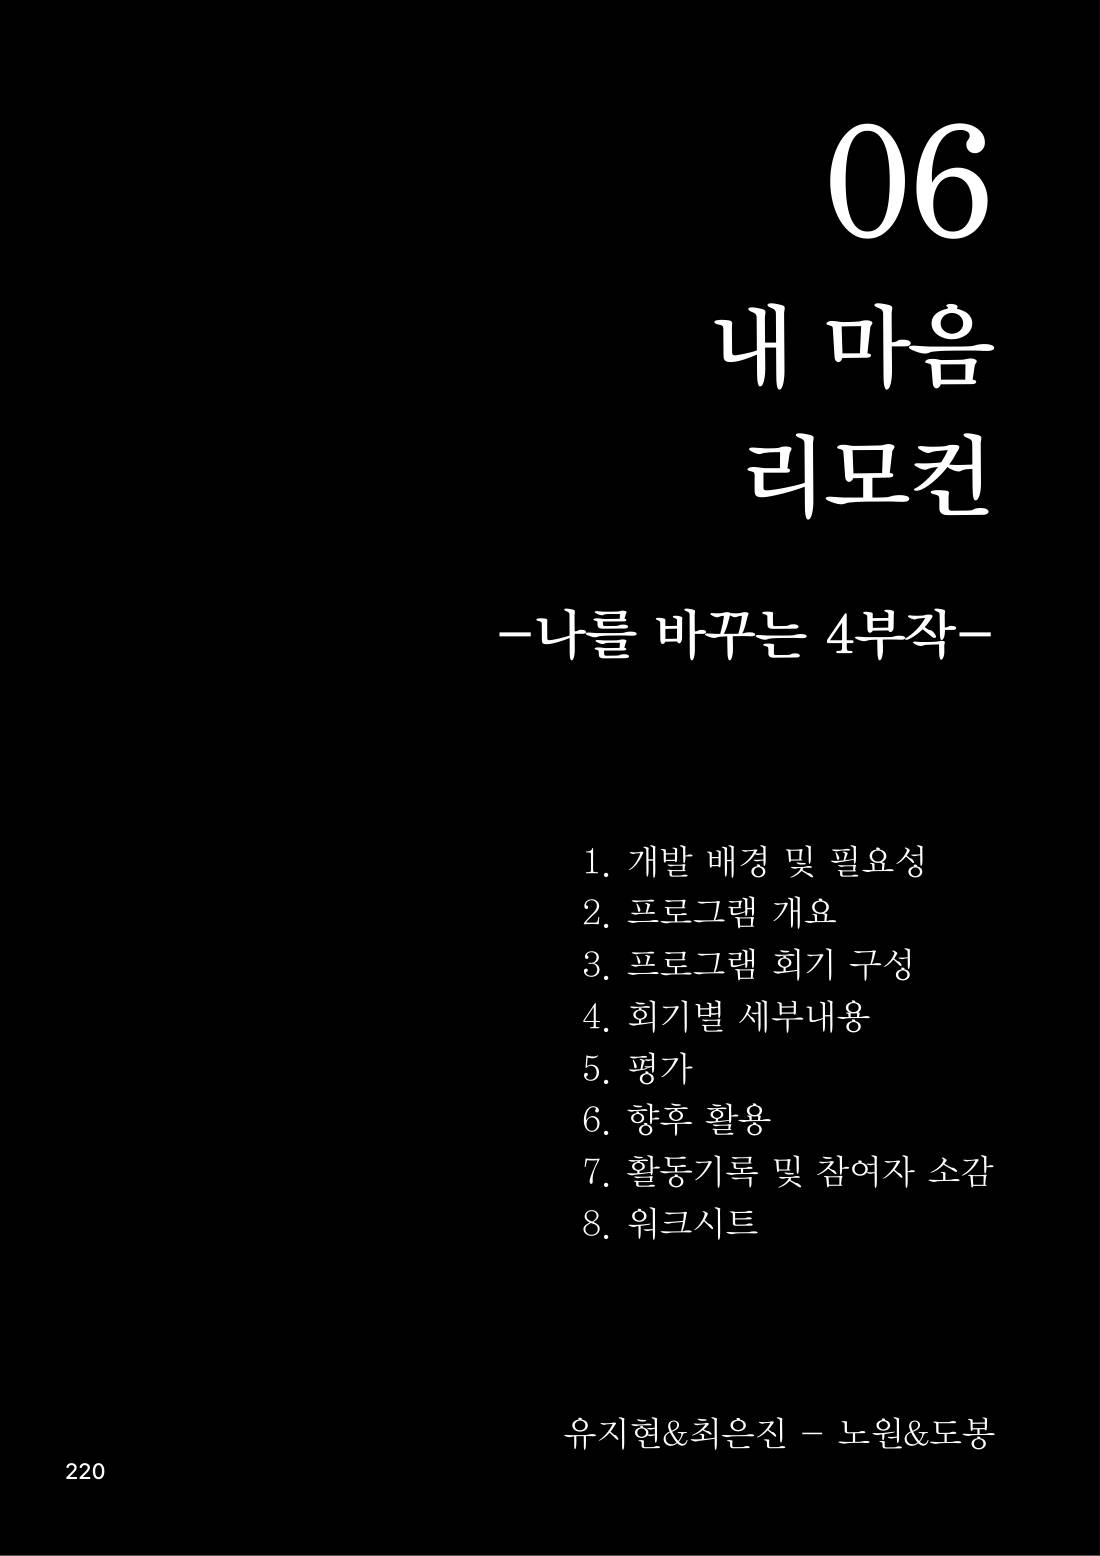 06
내 마음
리모컨
-나를 바꾸는 4부작-
1. 개발 배경 및 필요성
2. 프로그램 개요
3. 프로그램 회기 구성
4. 회기별 세부내용
5. 평가
6. 향후 활용
7. 활동기록 및 참여자 소감
8. 워크시트
유지현&최은진 - 노원&도봉
220